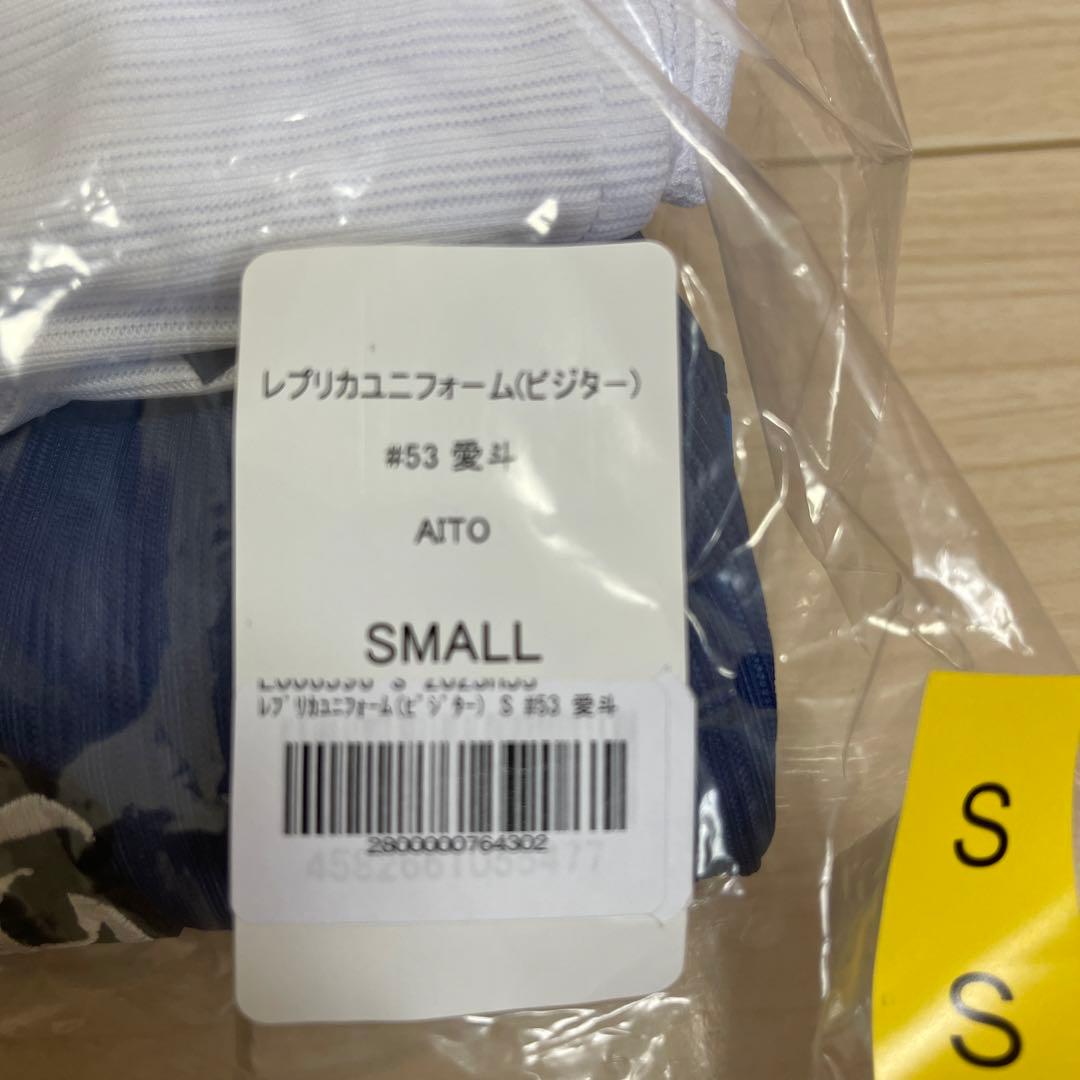 レプリカユニフォーム(ビジター)
#53 愛斗
AITO
SMALL
レプリカユニフォーム(ビジター) S #53 愛斗
2800000764302
S
S